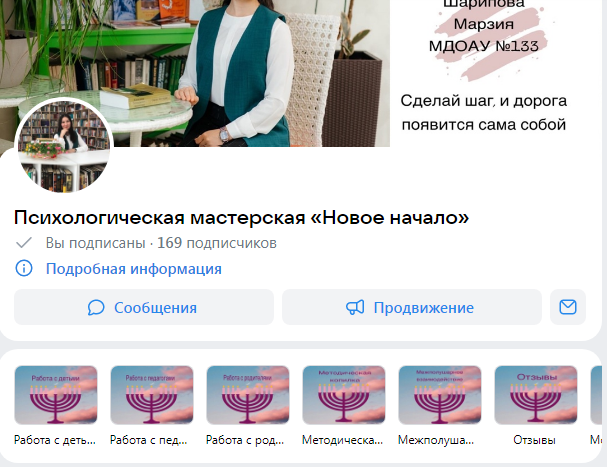 Шарипова
Марзия
МДОАУ №133
Сделай шаг, и дорога
появится сама собой
Психологическая мастерская «Новое начало»
Вы подписаны · 169 подписчиков
Подробная информация
Сообщения
Продвижение
Работа с детьми
Работа с педагогами
Работа с родителями
Методическая
копилка
Межполушарное
взаимодействие
Отзывы
Работа с деть...
Работа с пед...
Работа с род...
Методическа...
Межполуша...
Отзывы
Мо